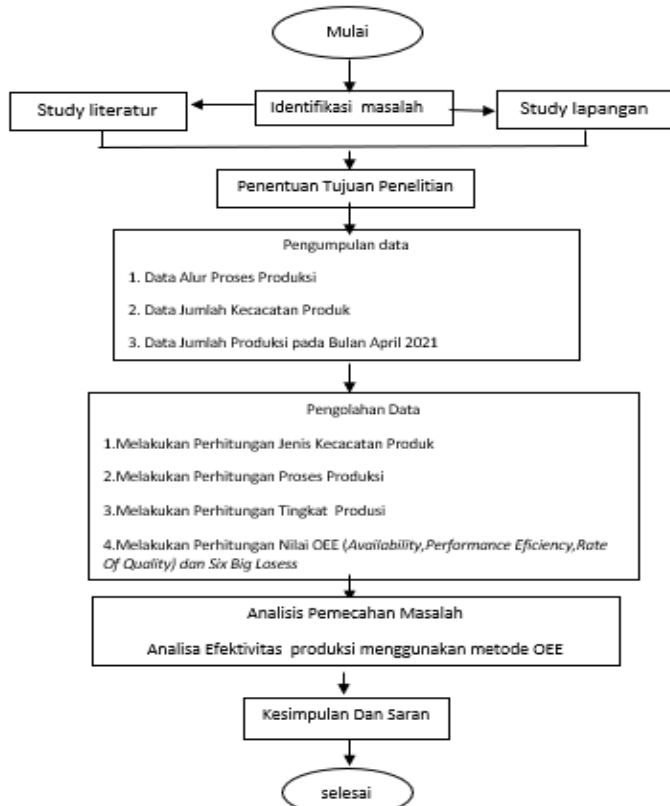 Mulai
Study literatur
Identifikasi masalah
Study lapangan
Penentuan Tujuan Penelitian
Pengumpulan data
1. Data Alur Proses Produksi
2. Data Jumlah Kecacatan Produk
3. Data Jumlah Produksi pada Bulan April 2021
Pengolahan Data
1.Melakukan Perhitungan Jenis Kecacatan Produk
2.Melakukan Perhitungan Proses Produksi
3.Melakukan Perhitungan Tingkat Produsi
4.Melakukan Perhitungan Nilai OEE (Availability,Performance Eficiency,Rate
Of Quality) dan Six Big Losess
Analisis Pemecahan Masalah
Analisa Efektivitas produksi menggunakan metode OEE
Kesimpulan Dan Saran
selesai